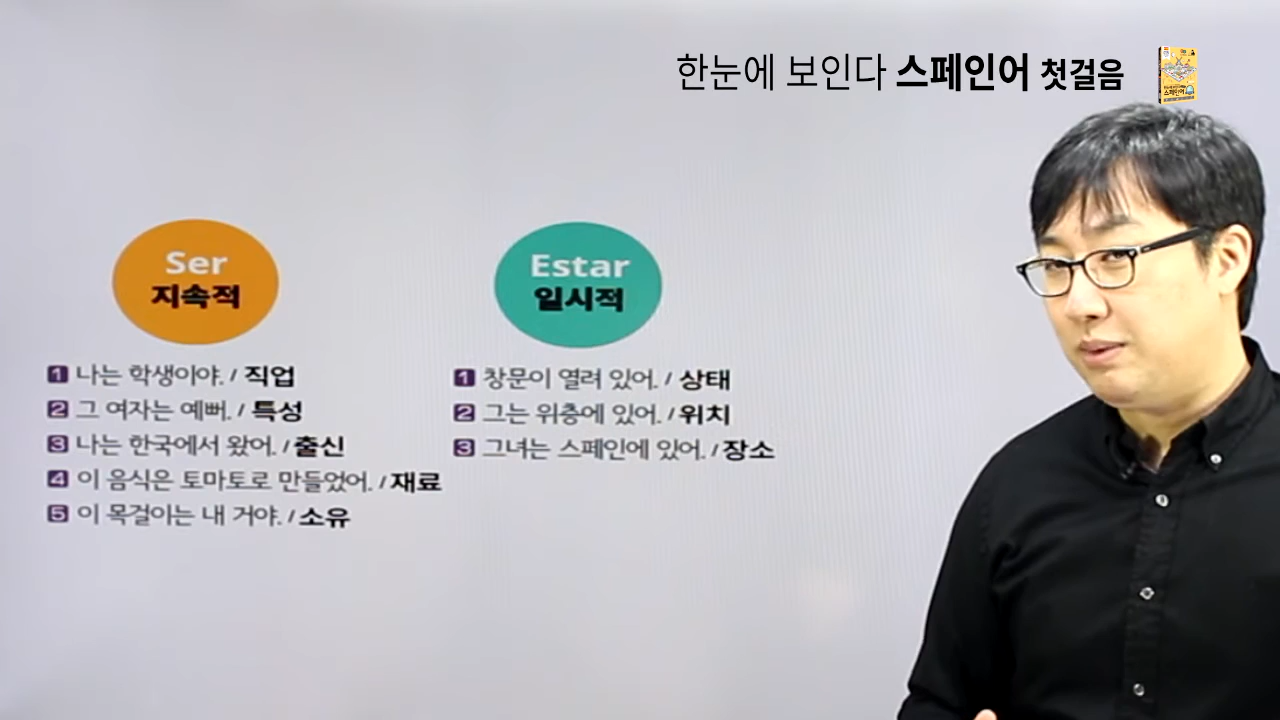 한눈에 보인다 스페인어 첫걸음
Ser
지속적
1 나는 학생이야. / 직업
2 그 여자는 예뻐. / 특성
3 나는 한국에서 왔어. / 출신
4 이 음식은 토마토로 만들었어. / 재료
5 이 목걸이는 내 거야. / 소유
Estar
일시적
1 창문이 열려 있어. / 상태
2 그는 위층에 있어. / 위치
3 그녀는 스페인에 있어. / 장소